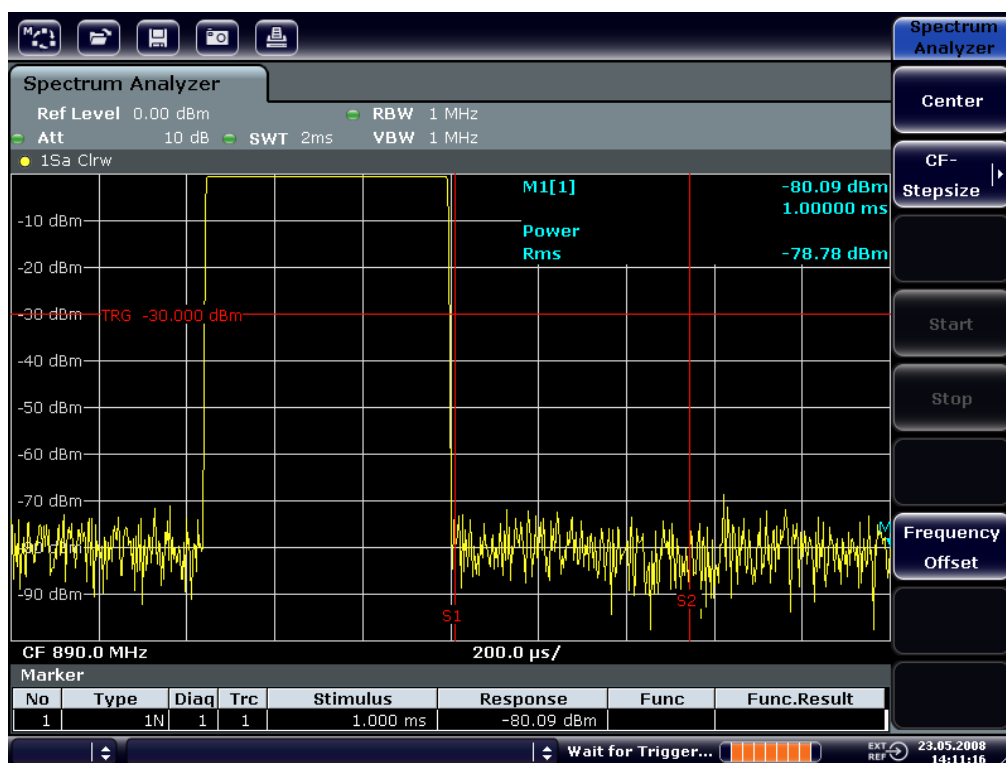 Spectrum Analyzer
Spectrum Analyzer
Ref Level 0.00 dBm RBW 1 MHz
Att 10 dB SWT 2ms VBW 1 MHz
1Sa Clrw
M1[1] -80.09 dBm
1.00000 ms
Power
Rms -78.78 dBm
-10 dBm
-20 dBm
-30 dBm TRG -30.000 dBm
-40 dBm
-50 dBm
-60 dBm
-70 dBm
-90 dBm
S1
S2
CF 890.0 MHz 200.0 µs/
Marker
No Type Diag Trc Stimulus Response Func Func.Result
1 1N 1 1 1.000 ms -80.09 dBm
Wait for Trigger... EXT REF 23.05.2008
14:11:16
Center
CF-
Stepsize
Start
Stop
Frequency
Offset